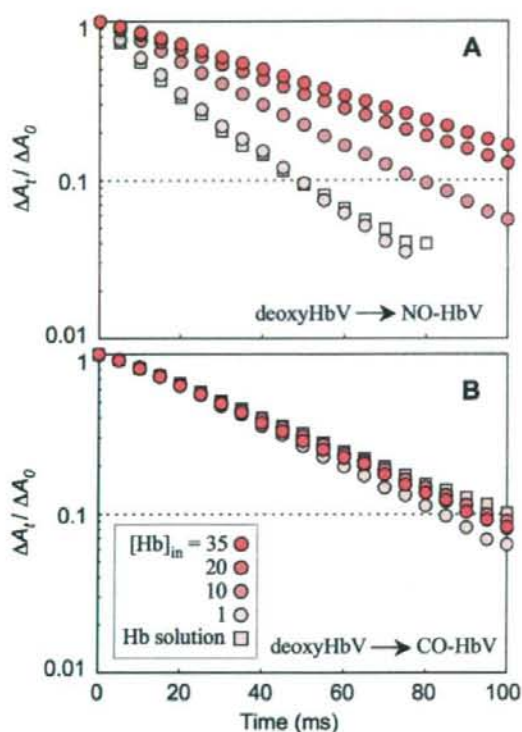 A
1
0.1
0.01
ΔAt / ΔA0
deoxyHbV → NO-HbV
B
1
0.1
0.01
ΔAt / ΔA0
[Hb]in = 35
20
10
1
Hb solution
deoxyHbV → CO-HbV
0 20 40 60 80 100
Time (ms)